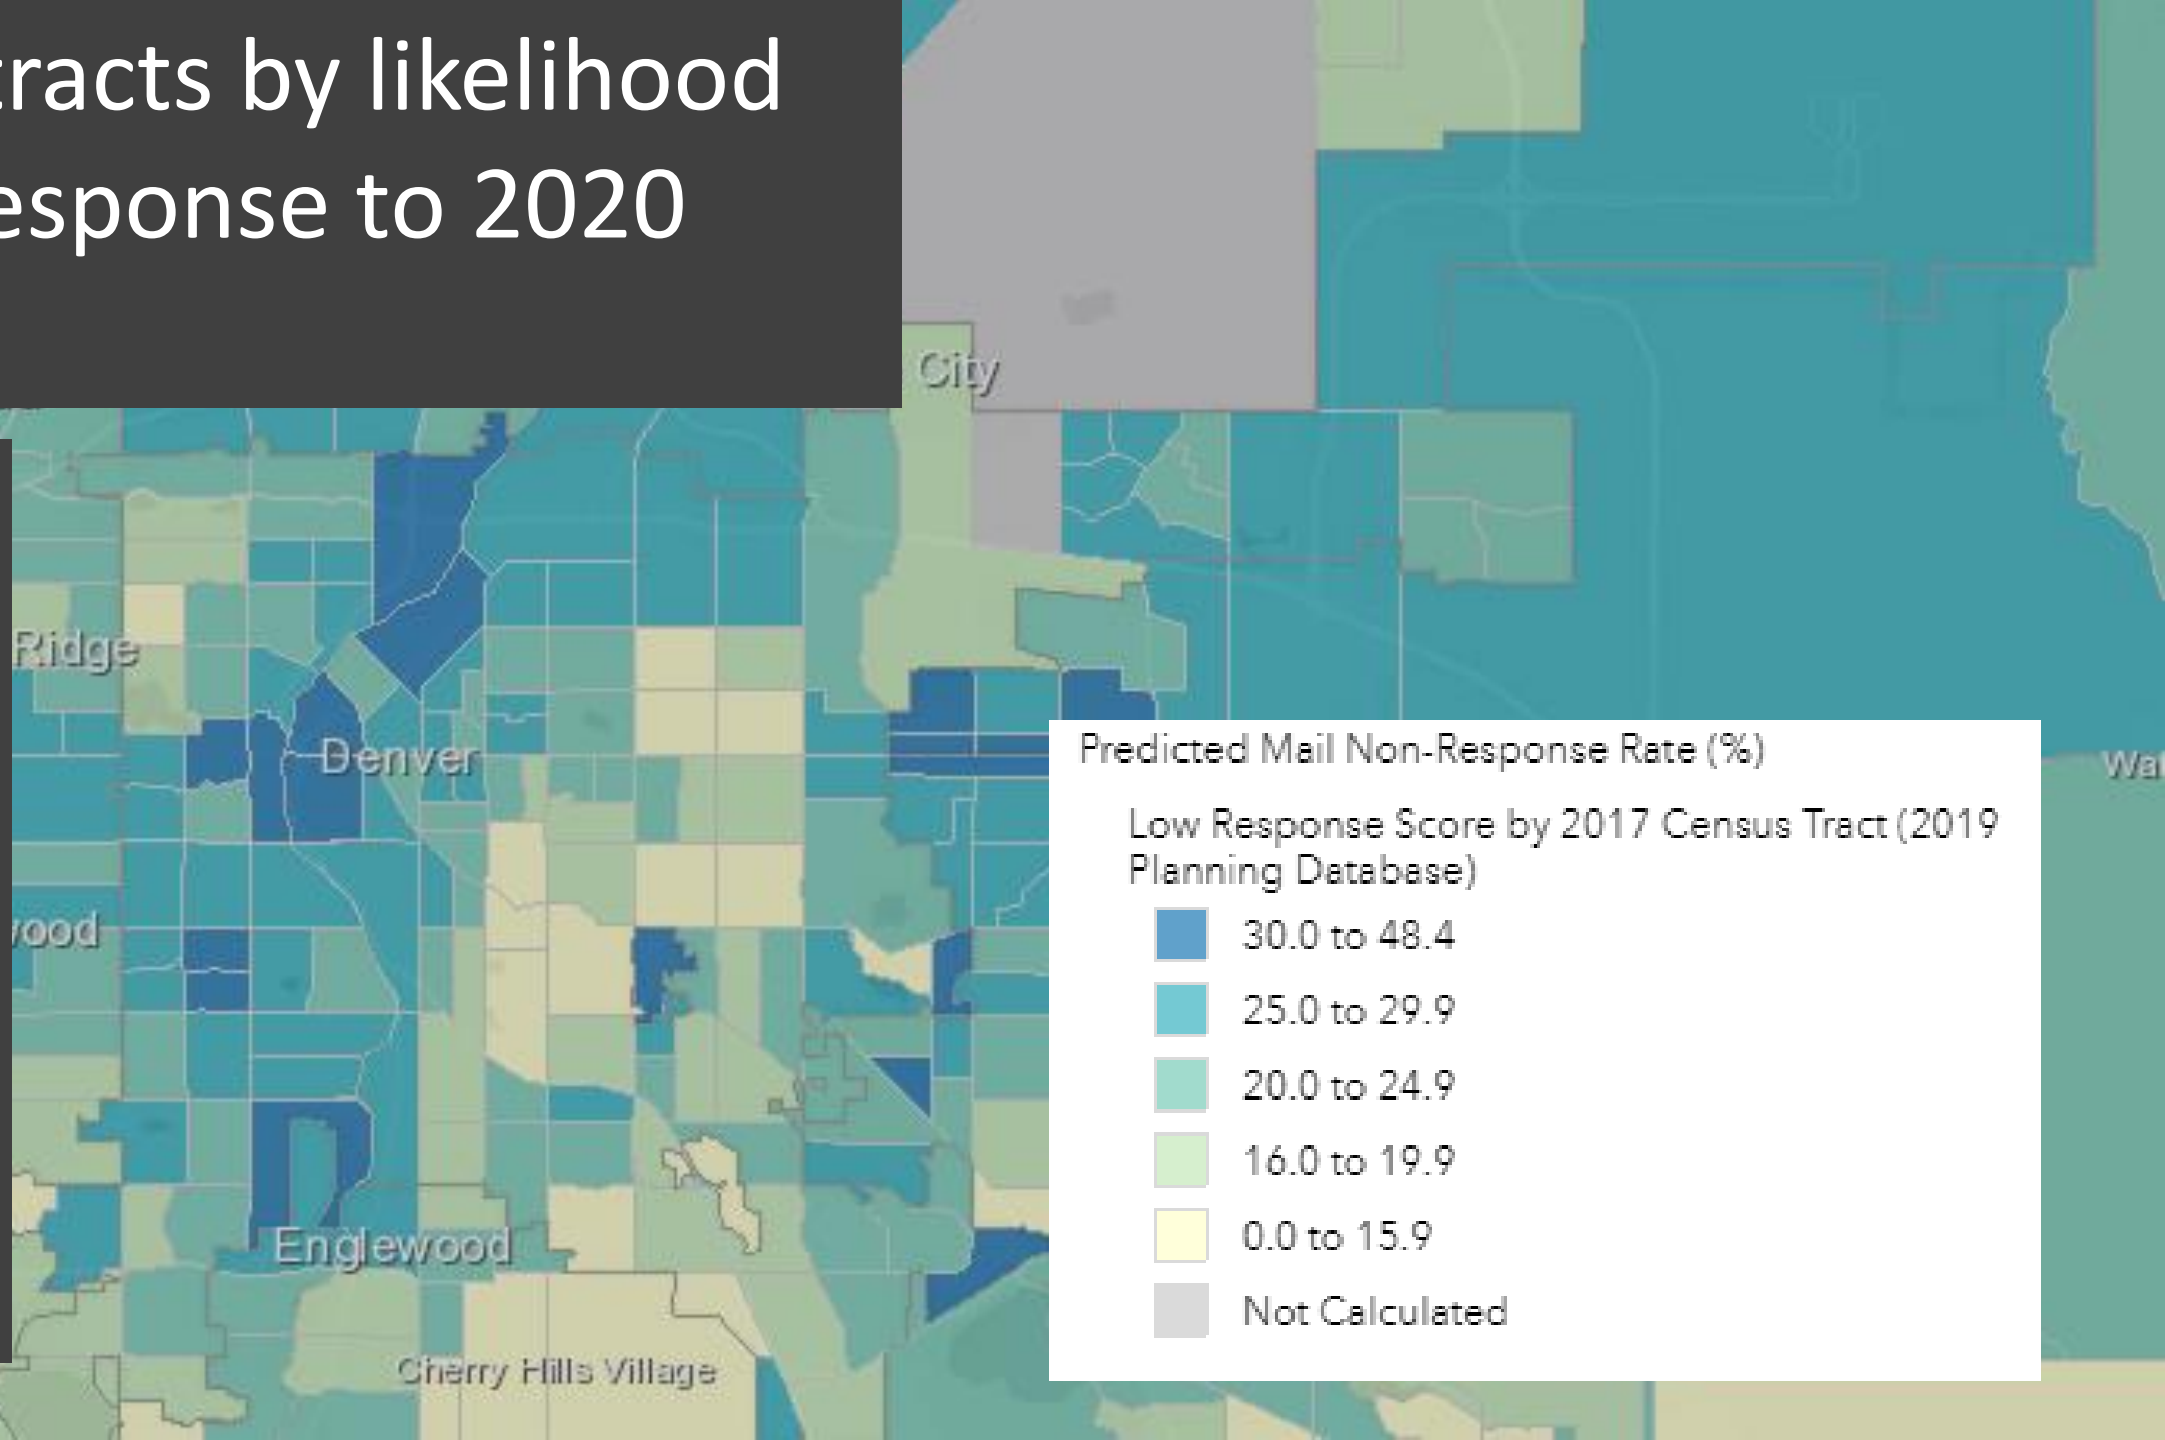 tracts by likelihood
esponse to 2020
City
Ridge
Denver
wood
Englewood
Cherry Hills Village
Wa
Predicted Mail Non-Response Rate (%)
Low Response Score by 2017 Census Tract (2019
Planning Database)
30.0 to 48.4
25.0 to 29.9
20.0 to 24.9
16.0 to 19.9
0.0 to 15.9
Not Calculated